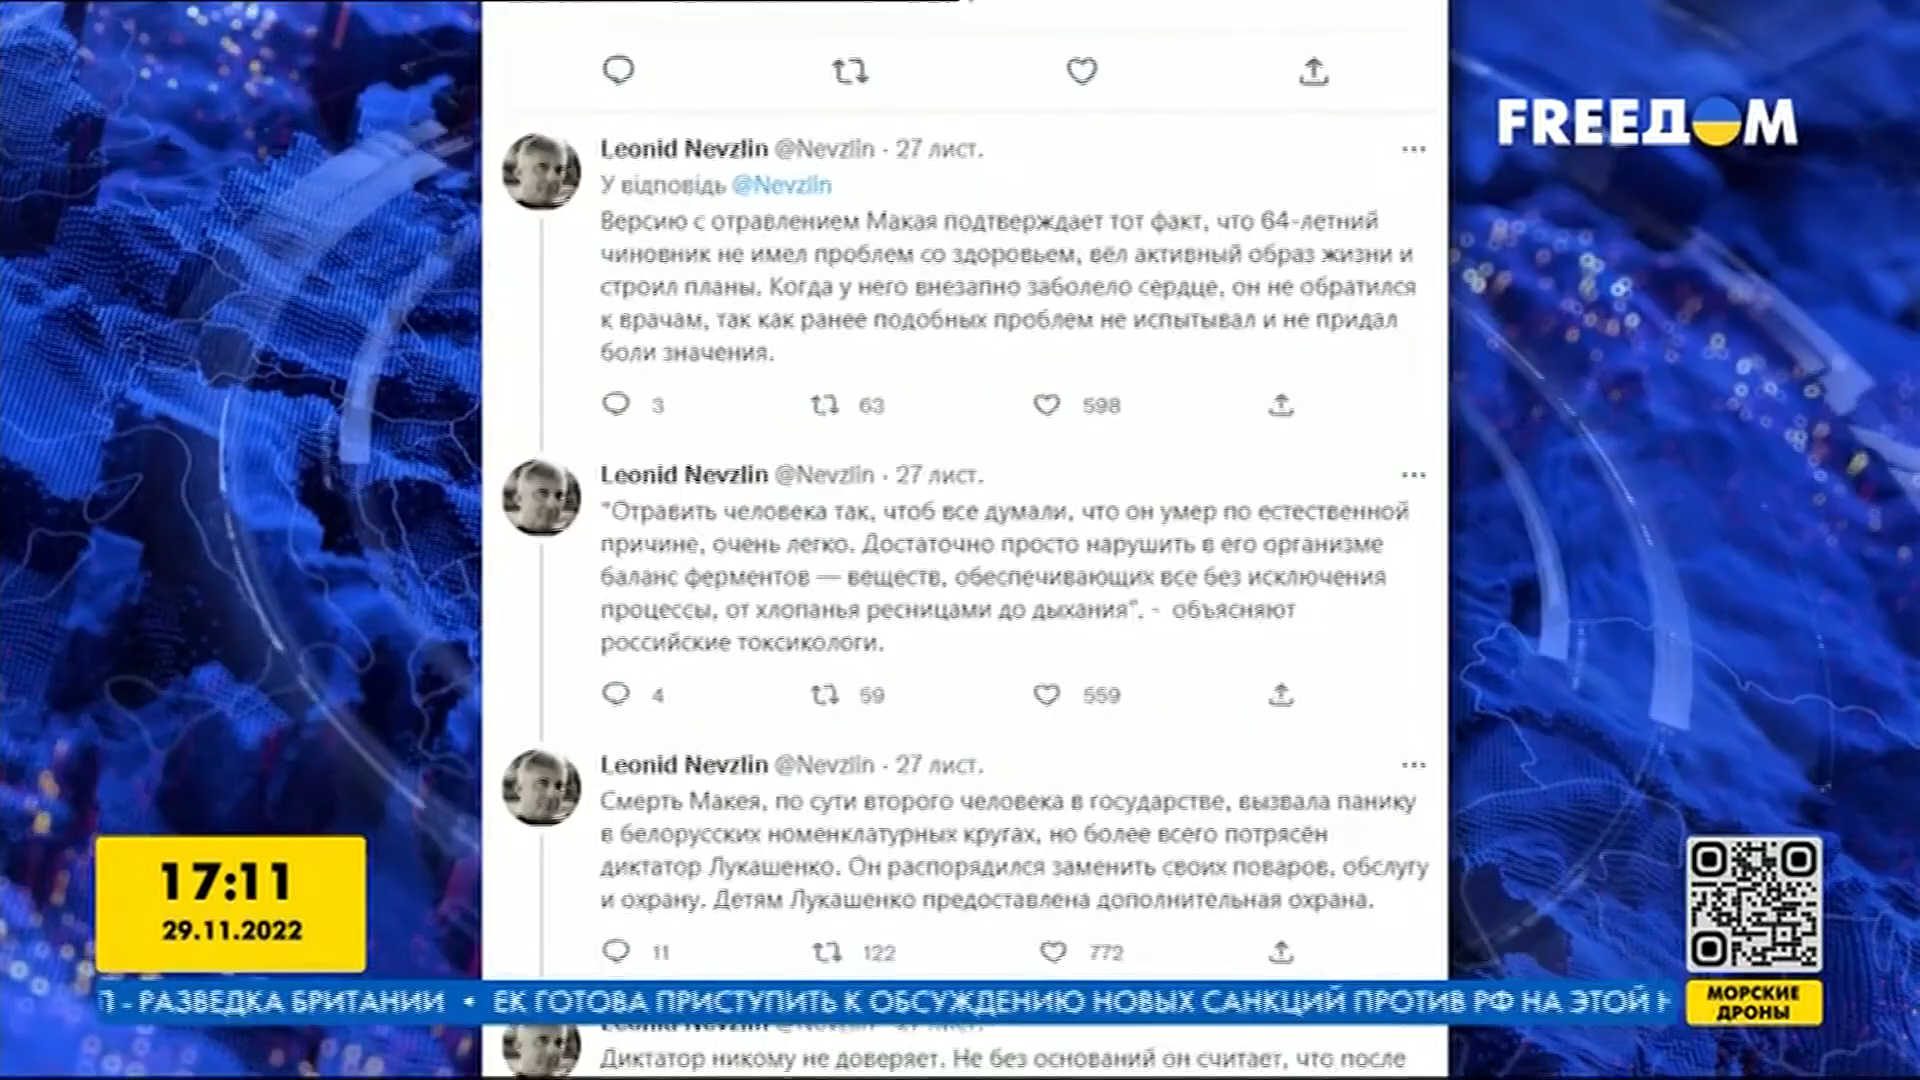 FREEДOM
Leonid Nevzlin @Nevzlin · 27 лист.
У відповідь @Nevzlin
Версию с отравлением Макая подтверждает тот факт, что 64-летний
чиновник не имел проблем со здоровьем, вёл активный образ жизни и
строил планы. Когда у него внезапно заболело сердце, он не обратился
к врачам, так как ранее подобных проблем не испытывал и не придал
боли значения.
3 63 598
Leonid Nevzlin @Nevzlin · 27 лист.
"Отравить человека так, чтоб все думали, что он умер по естественной
причине, очень легко. Достаточно просто нарушить в его организме
баланс ферментов — веществ, обеспечивающих все без исключения
процессы, от хлопанья ресницами до дыхания". - объясняют
российские токсикологи.
4 59 559
Leonid Nevzlin @Nevzlin · 27 лист.
Смерть Макея, по сути второго человека в государстве, вызвала панику
в белорусских номенклатурных кругах, но более всего потрясён
диктатор Лукашенко. Он распорядился заменить своих поваров, обслугу
и охрану. Детям Лукашенко предоставлена дополнительная охрана.
11 122 772
17:11
29.11.2022
- РАЗВЕДКА БРИТАНИИ • ЕК ГОТОВА ПРИСТУПИТЬ К ОБСУЖДЕНИЮ НОВЫХ САНКЦИЙ ПРОТИВ РФ НА ЭТОЙ
МОРСКИЕ
ДРОНЫ
Leonid Nevzlin @Nevzlin · 27 лист.
Диктатор никому не доверяет. Не без оснований он считает, что после